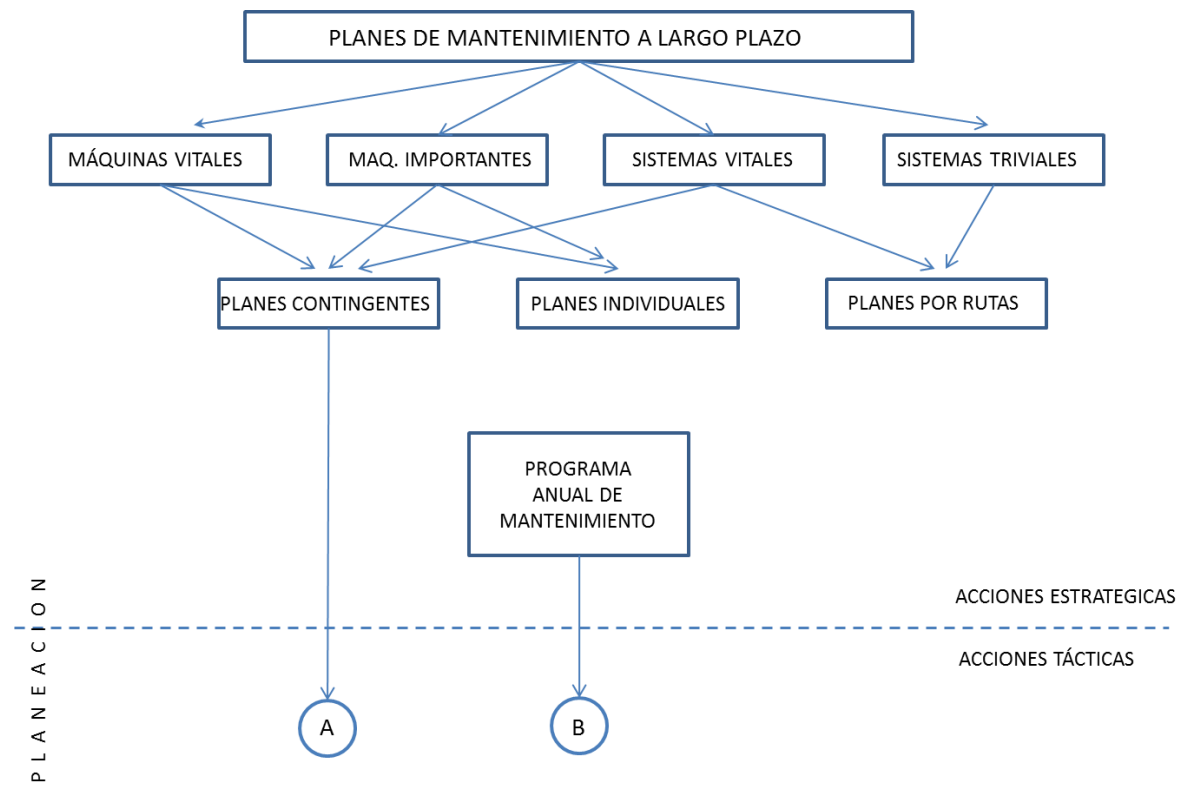 PLANES DE MANTENIMIENTO A LARGO PLAZO
MÁQUINAS VITALES
MAQ. IMPORTANTES
SISTEMAS VITALES
SISTEMAS TRIVIALES
PLANES CONTINGENTES
PLANES INDIVIDUALES
PLANES POR RUTAS
PROGRAMA
ANUAL DE
MANTENIMIENTO
ACCIONES ESTRATEGICAS
ACCIONES TÁCTICAS
PLANEACION
A
B